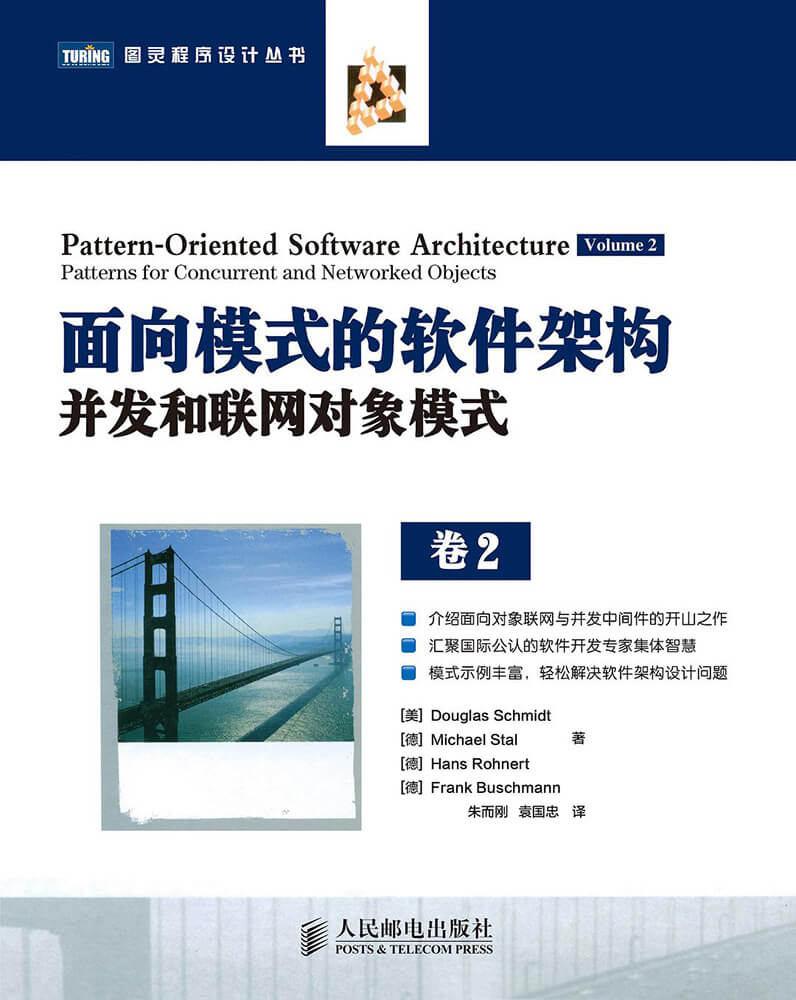 TURING 图灵程序设计丛书
Pattern-Oriented Software Architecture Volume 2
Patterns for Concurrent and Networked Objects
面向模式的软件架构
并发和联网对象模式
卷2
介绍面向对象联网与并发中间件的开山之作
汇聚国际公认的软件开发专家集体智慧
模式示例丰富，轻松解决软件架构设计问题
[美] Douglas Schmidt
[德] Michael Stal 著
[德] Hans Rohnert
[德] Frank Buschmann
朱而刚 袁国忠 译
人民邮电出版社
POSTS & TELECOM PRESS